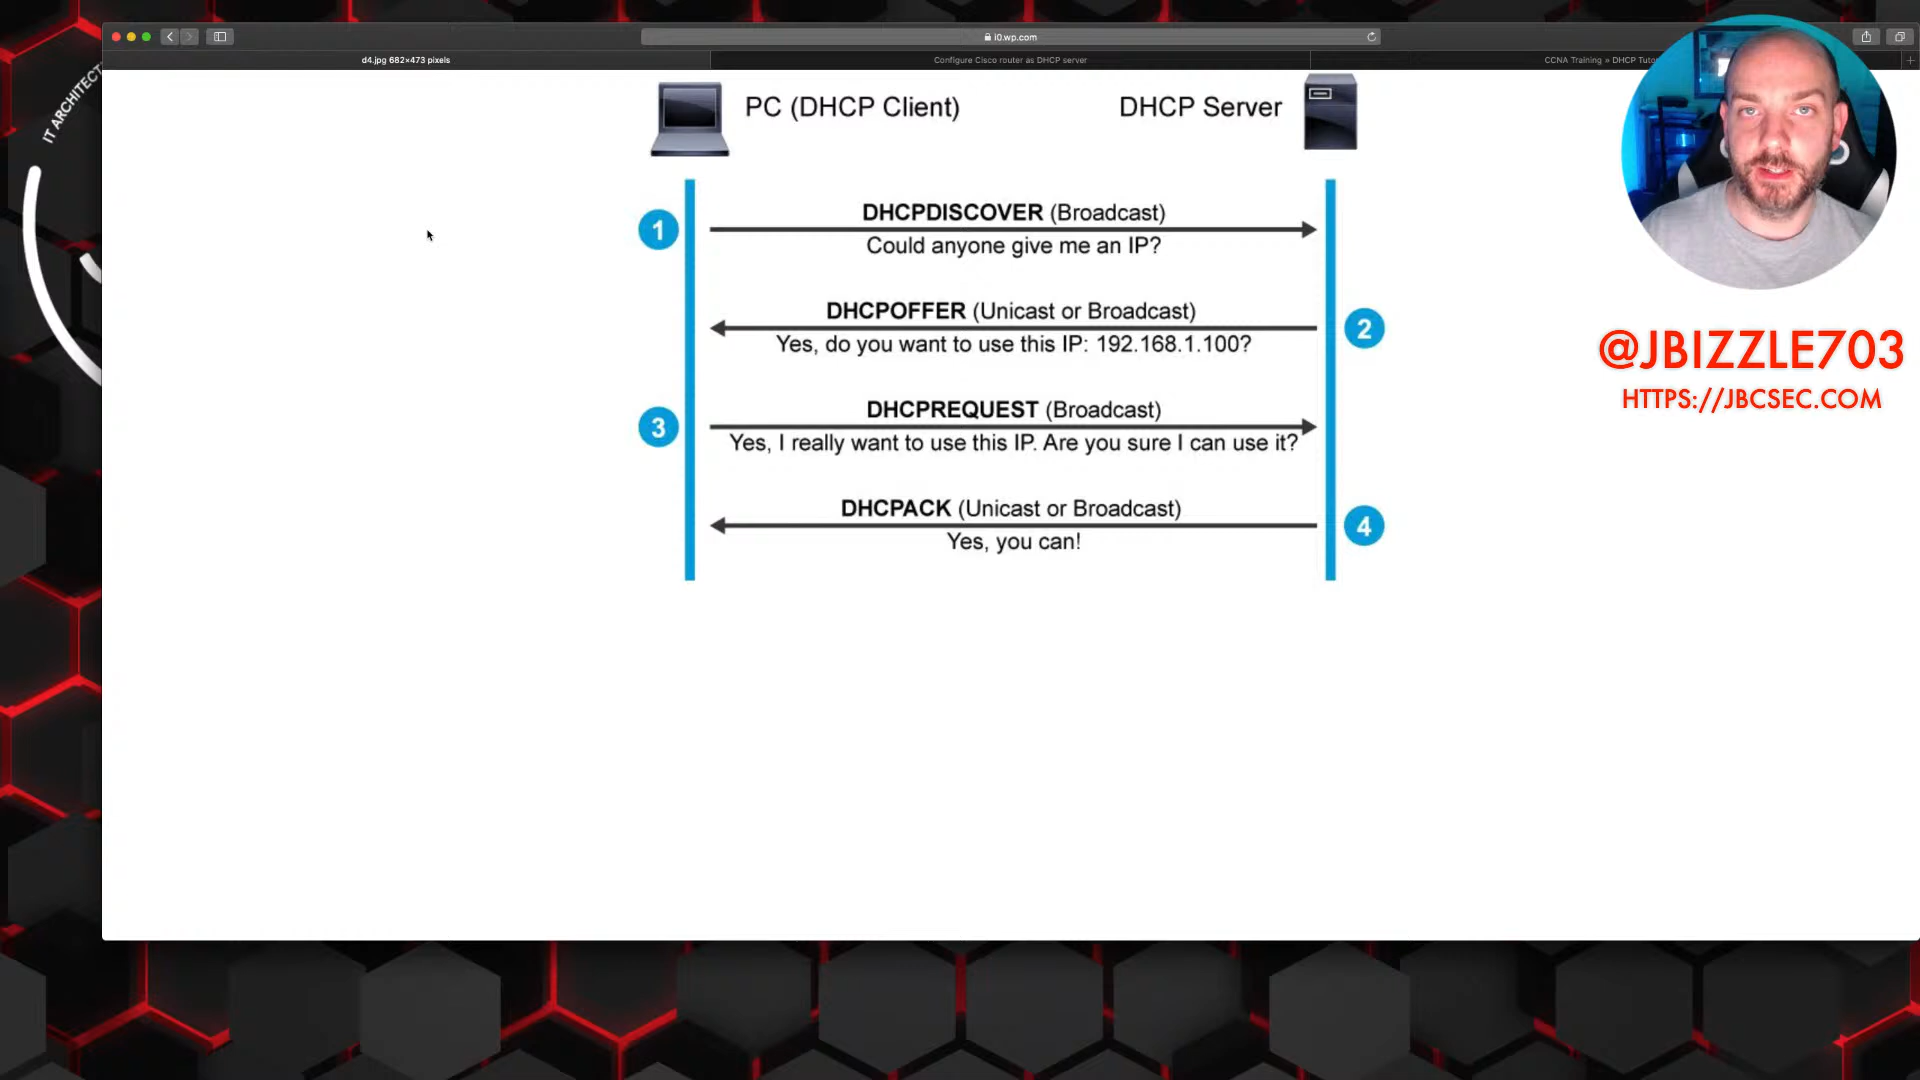 i0.wp.com
d4.jpg 682×473 pixels
Configure Cisco router as DHCP server
CCNA Training » DHCP
IT ARCHITECT
PC (DHCP Client)
DHCP Server
1
DHCPDISCOVER (Broadcast)
Could anyone give me an IP?
DHCPOFFER (Unicast or Broadcast)
2
Yes, do you want to use this IP: 192.168.1.100?
@JBIZZLE703
HTTPS://JBCSEC.COM
DHCPREQUEST (Broadcast)
3
Yes, I really want to use this IP. Are you sure I can use it?
DHCPACK (Unicast or Broadcast)
4
Yes, you can!